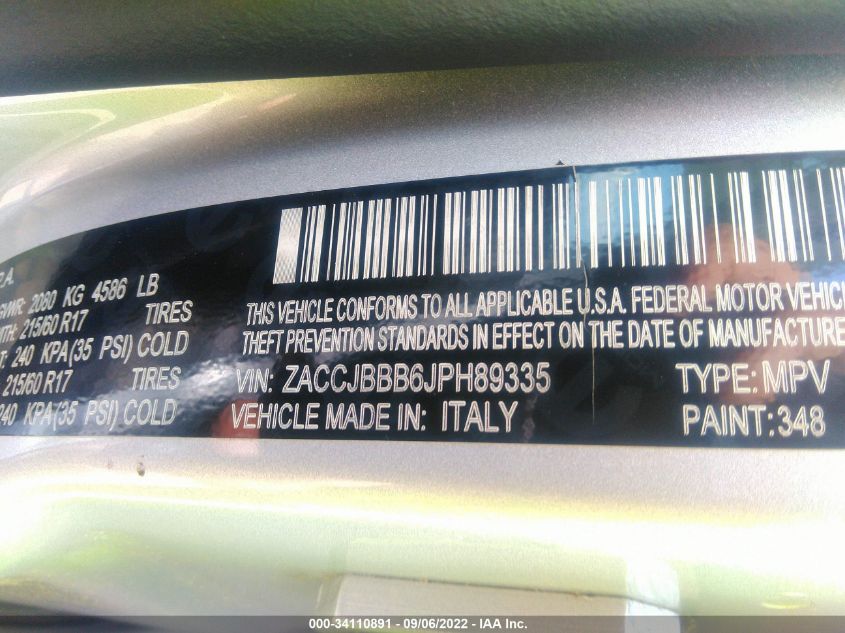 .A.
GVWR: 2080 KG 4586 LB
WITH: 215/60 R17 TIRES
T: 240 KPA(35 PSI) COLD
215/60 R17 TIRES
240 KPA (35 PSI) COLD
THIS VEHICLE CONFORMS TO ALL APPLICABLE U.S.A. FEDERAL MOTOR VEHIC
THEFT PREVENTION STANDARDS IN EFFECT ON THE DATE OF MANUFACTURE
VIN: ZACCJBBB6JPH89335 TYPE: MPV
VEHICLE MADE IN: ITALY PAINT:348
000-34110891 - 09/06/2022 - IAA Inc.